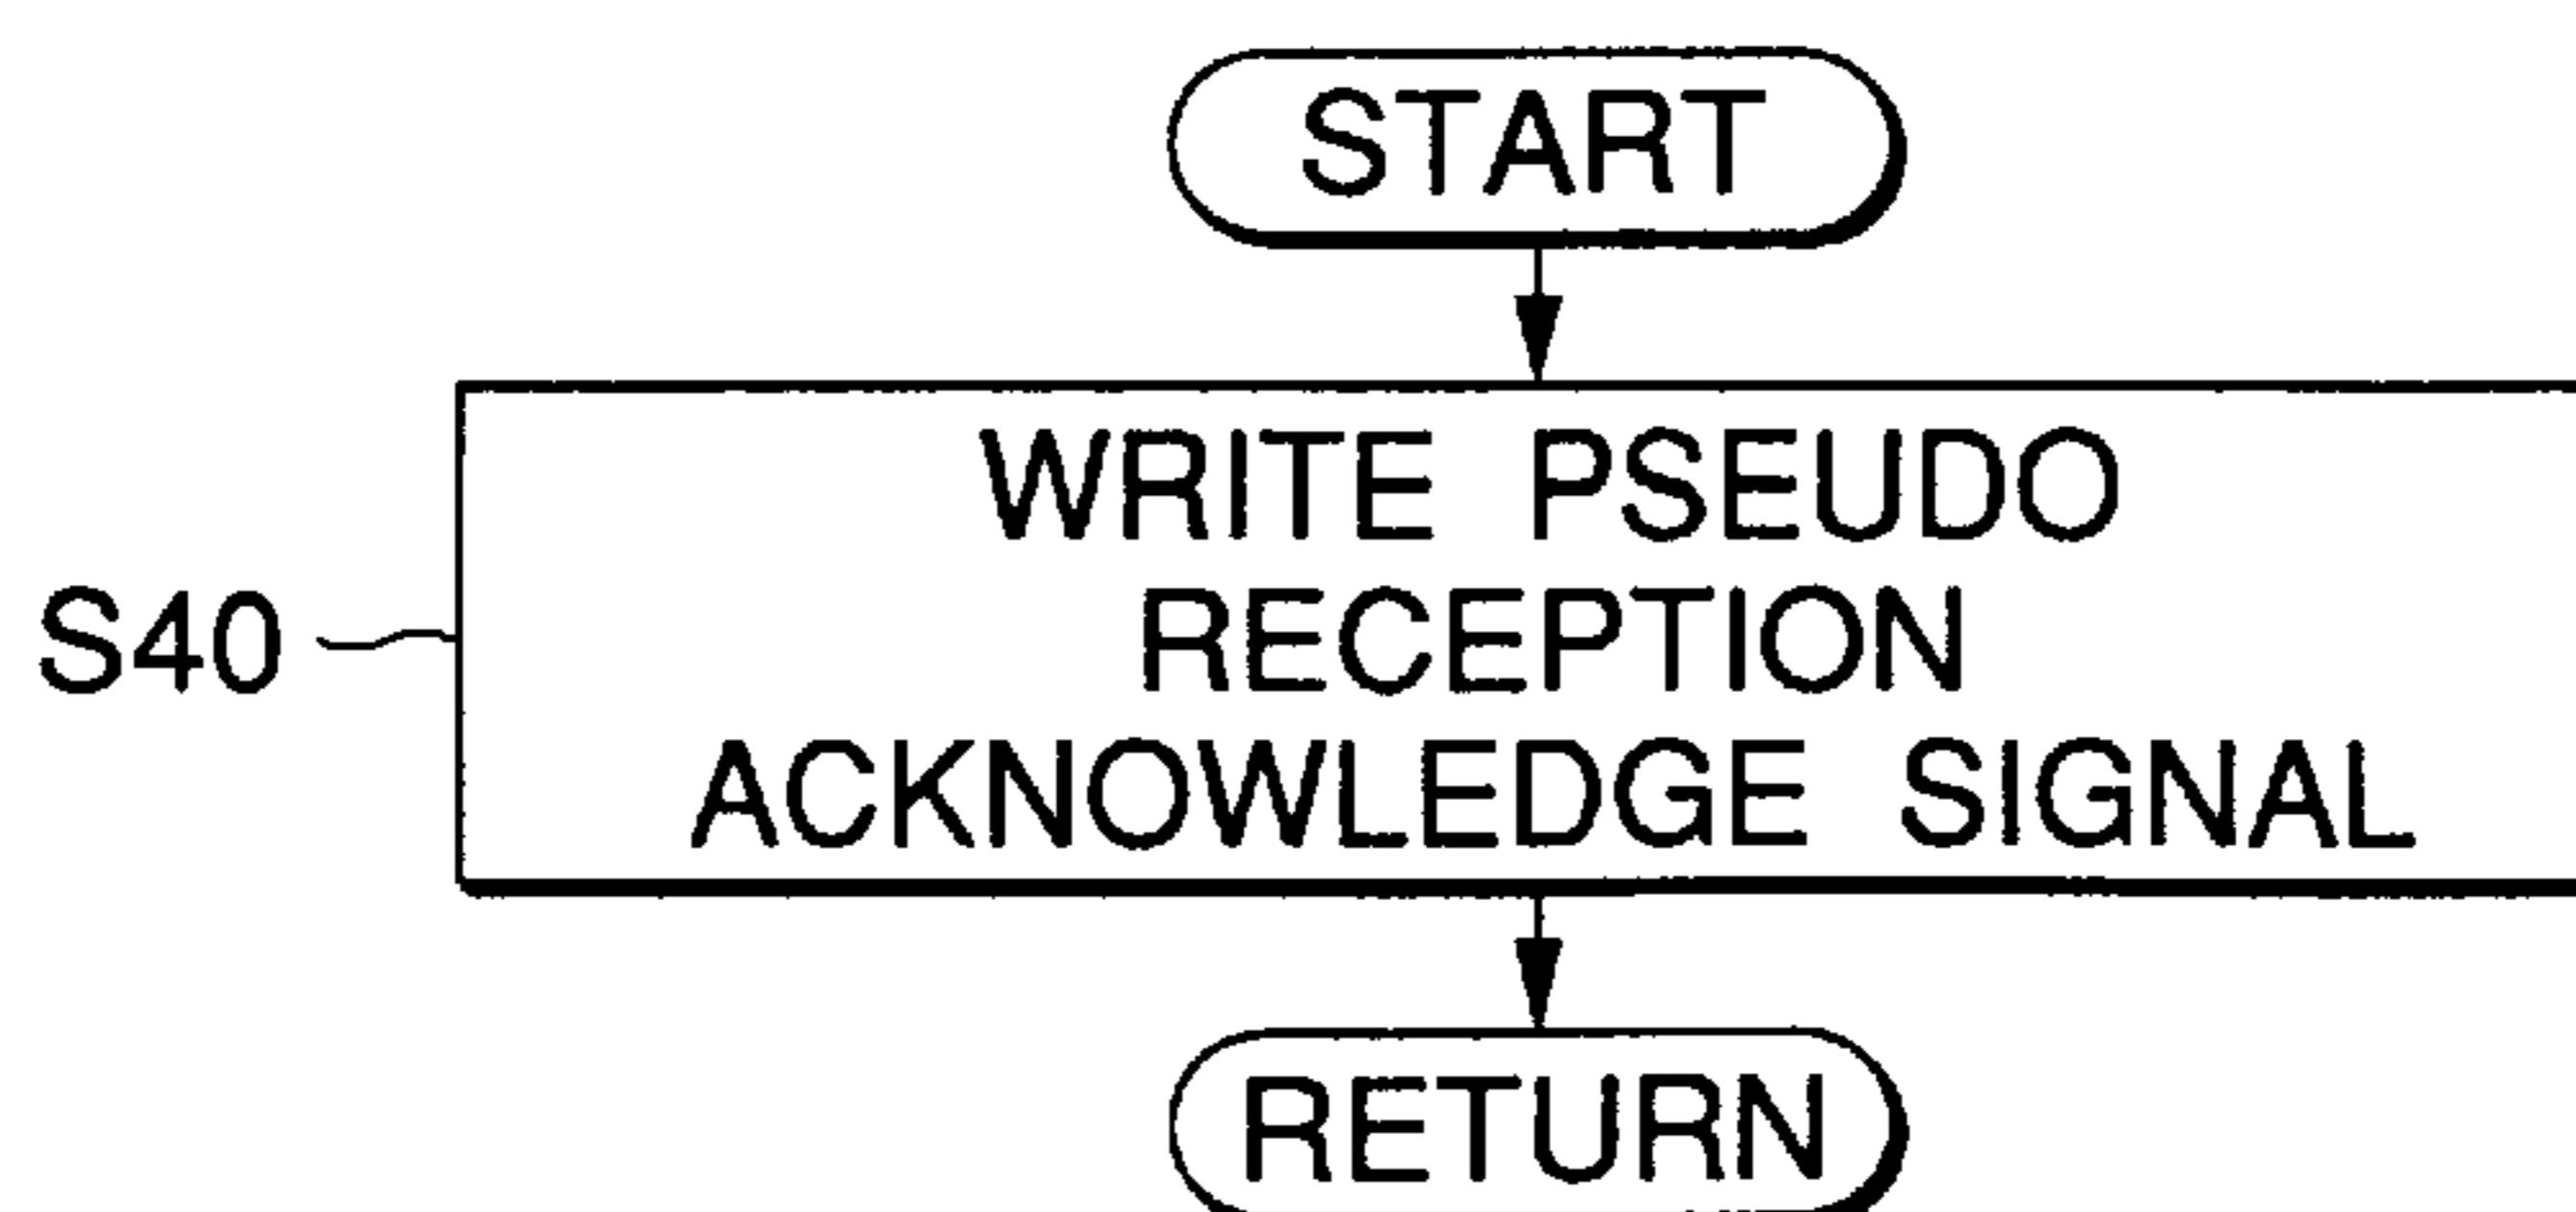 START
WRITE PSEUDO
RECEPTION
S40
ACKNOWLEDGE SIGNAL
RETURN